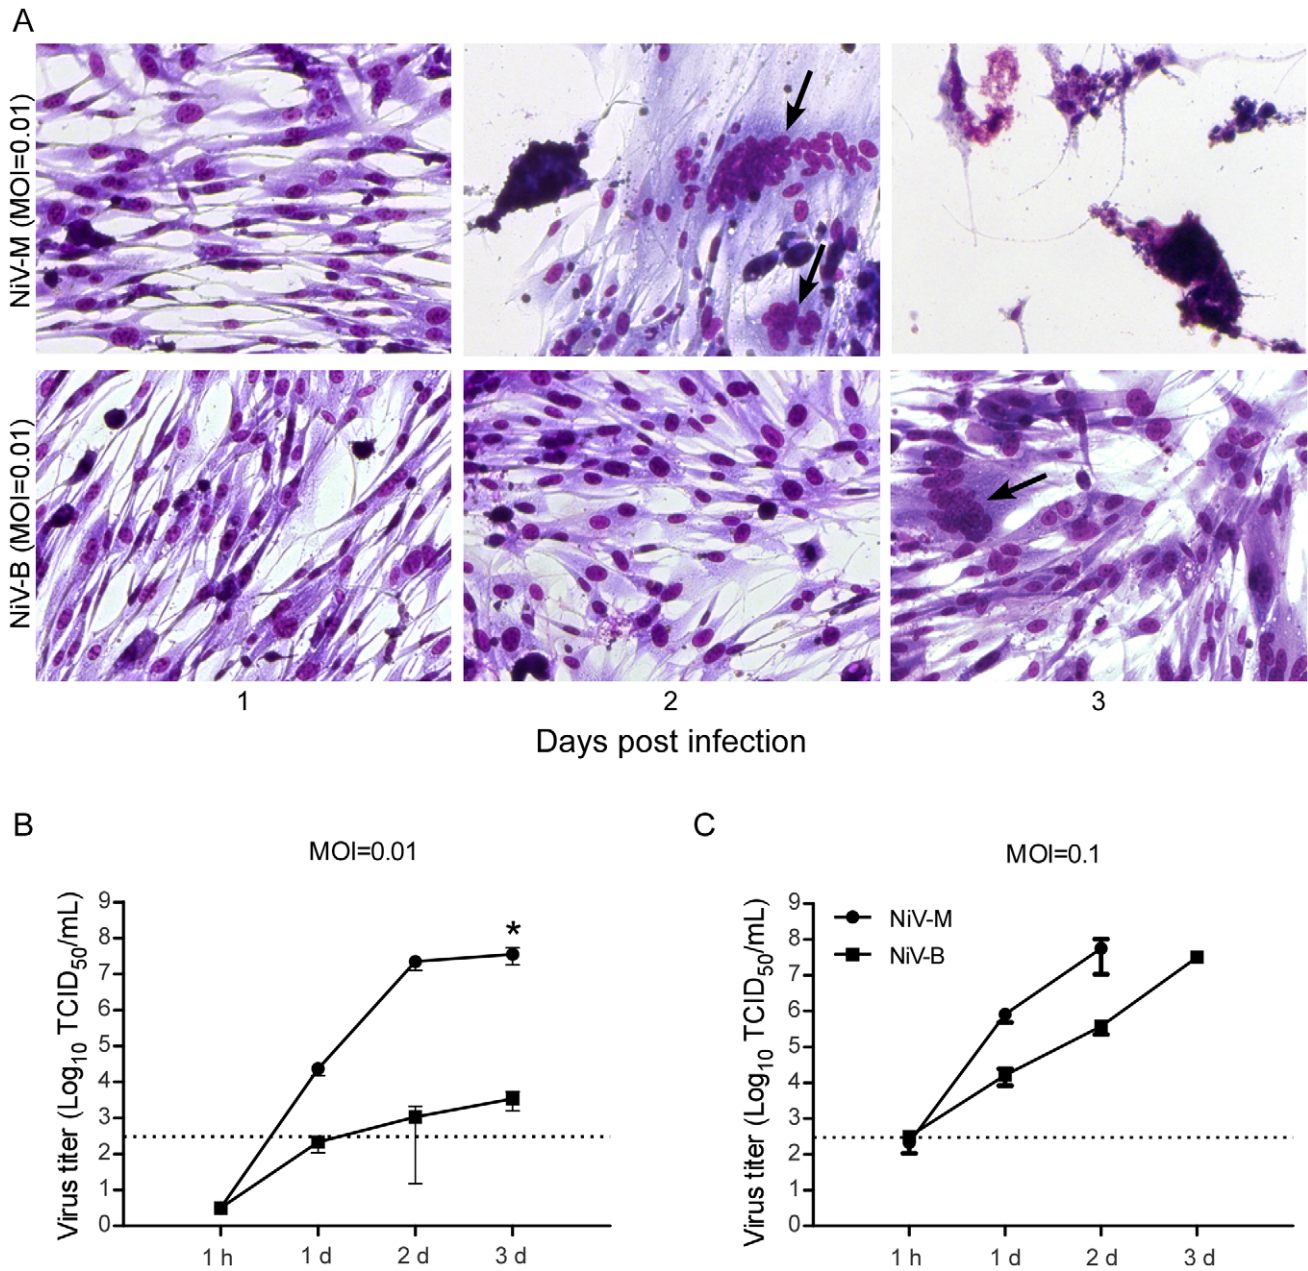 A
NiV-M (MOI=0.01)
NiV-B (MOI=0.01)
1 2 3
Days post infection
B
MOI=0.01
Virus titer (Log10 TCID50/mL)
9
8
7
6
5
4
3
2
1
0
*
1 h 1 d 2 d 3 d
C
MOI=0.1
Virus titer (Log10 TCID50/mL)
9
8
7
6
5
4
3
2
1
0
NiV-M
NiV-B
1 h 1 d 2 d 3 d